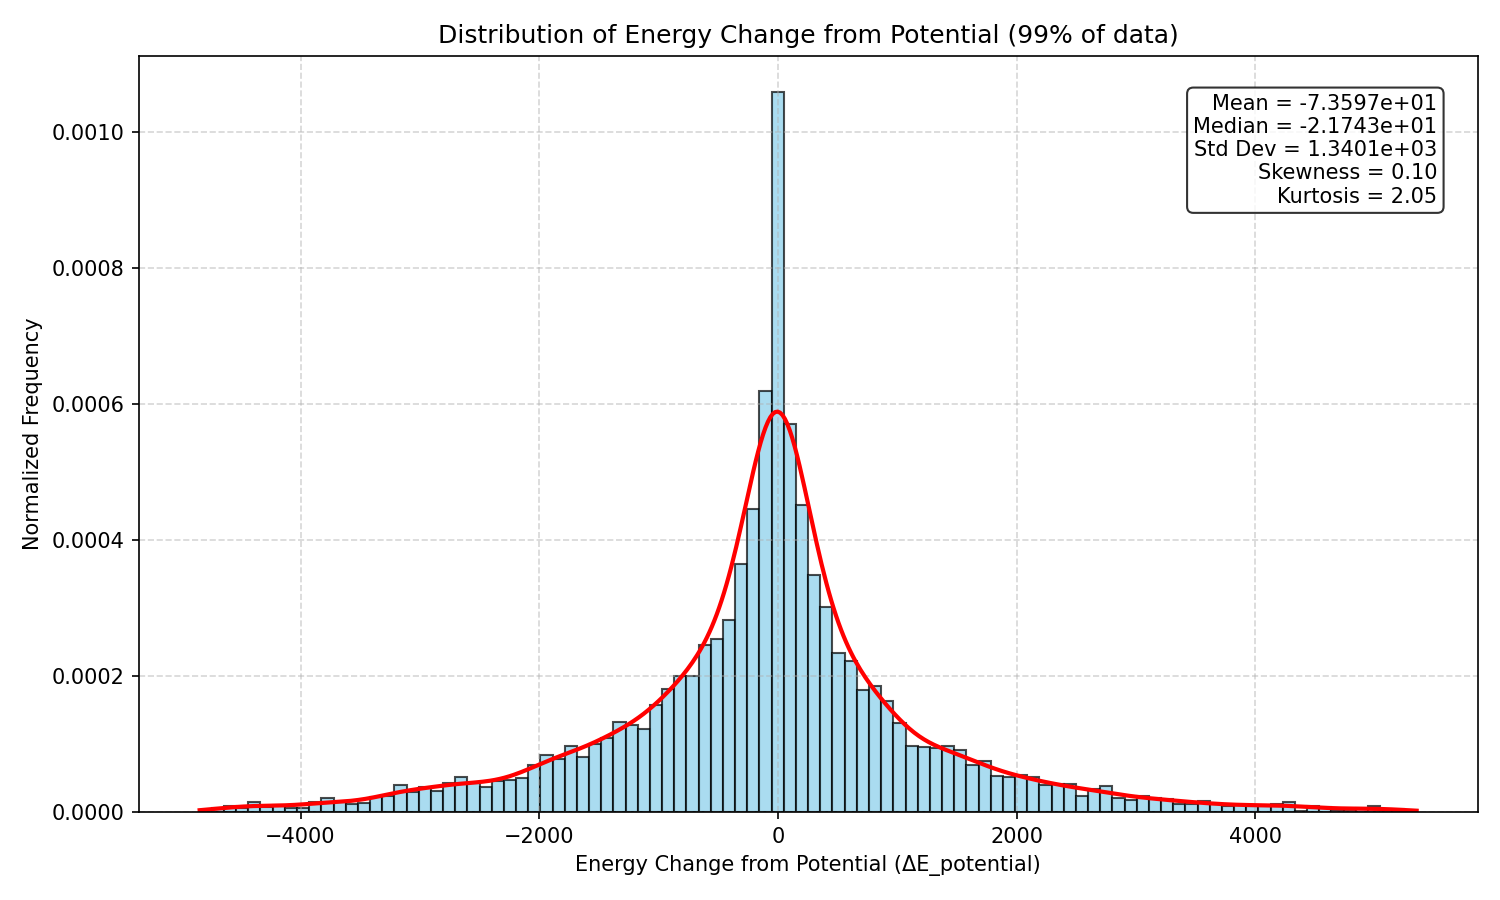 Distribution of Energy Change from Potential (99% of data)
Mean = -7.3597e+01
Median = -2.1743e+01
Std Dev = 1.3401e+03
Skewness = 0.10
Kurtosis = 2.05
Normalized Frequency
0.0010
0.0008
0.0006
0.0004
0.0002
0.0000
−4000 −2000 0 2000 4000
Energy Change from Potential (ΔE_potential)